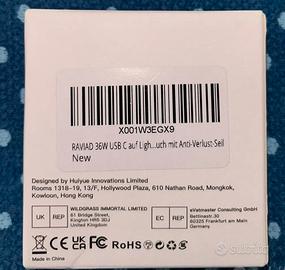 X001W3EGX9
RAVIAD 36W USB C auf Ligh...uch mit Anti-Verlust-Seil
New
Designed by Huiyue Innovations Limited
Rooms 1318-19, 13/F, Hollywood Plaza, 610 Nathan Road, Mongkok,
Kowloon, Hong Kong
UK REP
WILDGRASS IMMORTAL LIMITED
61 Bridge Street,
Kington HR5 3DJ
United Kingdom
EC REP
eVatmaster Consulting GmbH
Bettinastr.30
60325 Frankfurt am Main
Germany
CE RoHS
Made in China
subito